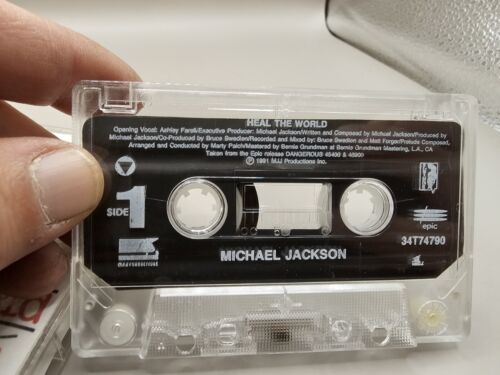 HEAL THE WORLD
Opening Vocal: Ashley Farell/Executive Producer: Michael Jackson/Written and Composed by Michael Jackson/Produced by
Michael Jackson/Co-Produced by Bruce Swedien/Recorded and Mixed by: Bruce Swedien and Matt Forger/Prelude Composed,
Arranged and Conducted by Marty Paich/Mastered by Bernie Grundman at Bernie Grundman Mastering, L.A., CA
Taken from the Epic release DANGEROUS 45400 & 48900
Ⓟ 1991 MJJ Productions Inc.
SIDE 1
epic
34T74790
MICHAEL JACKSON